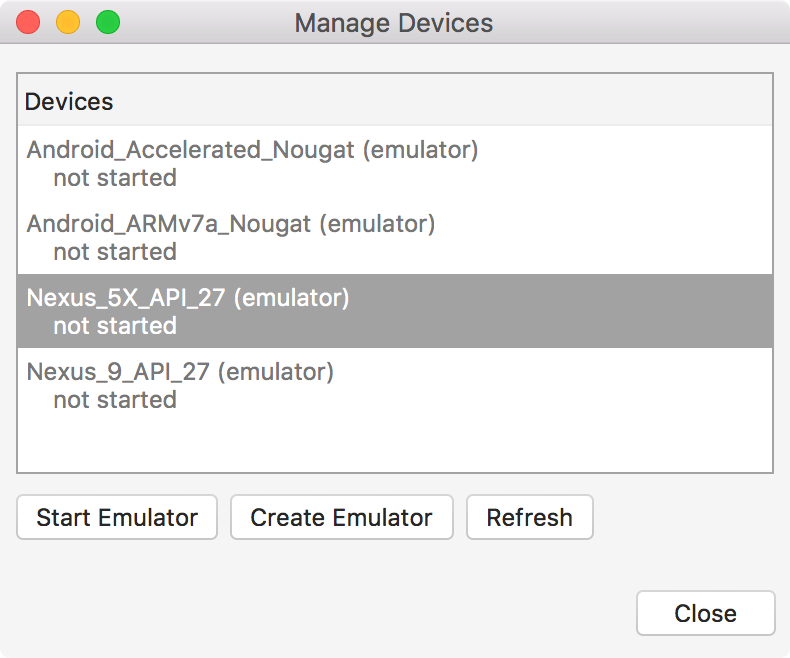 Manage Devices
Devices
Android_Accelerated_Nougat (emulator)
not started
Android_ARMv7a_Nougat (emulator)
not started
Nexus_5X_API_27 (emulator)
not started
Nexus_9_API_27 (emulator)
not started
Start Emulator Create Emulator Refresh
Close